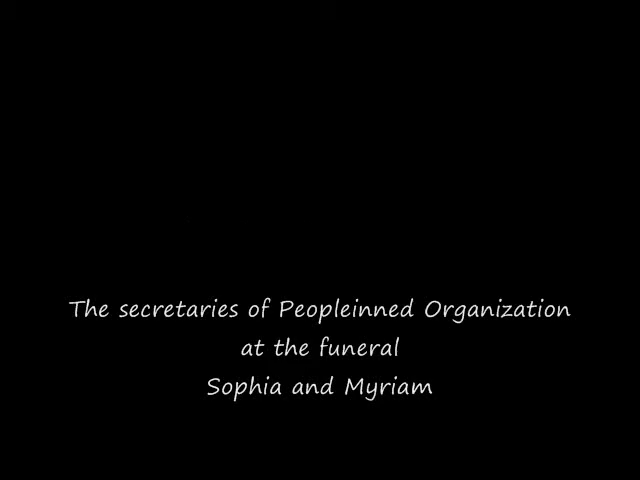 The secretaries of Peopleinned Organization
at the funeral
Sophia and Myriam